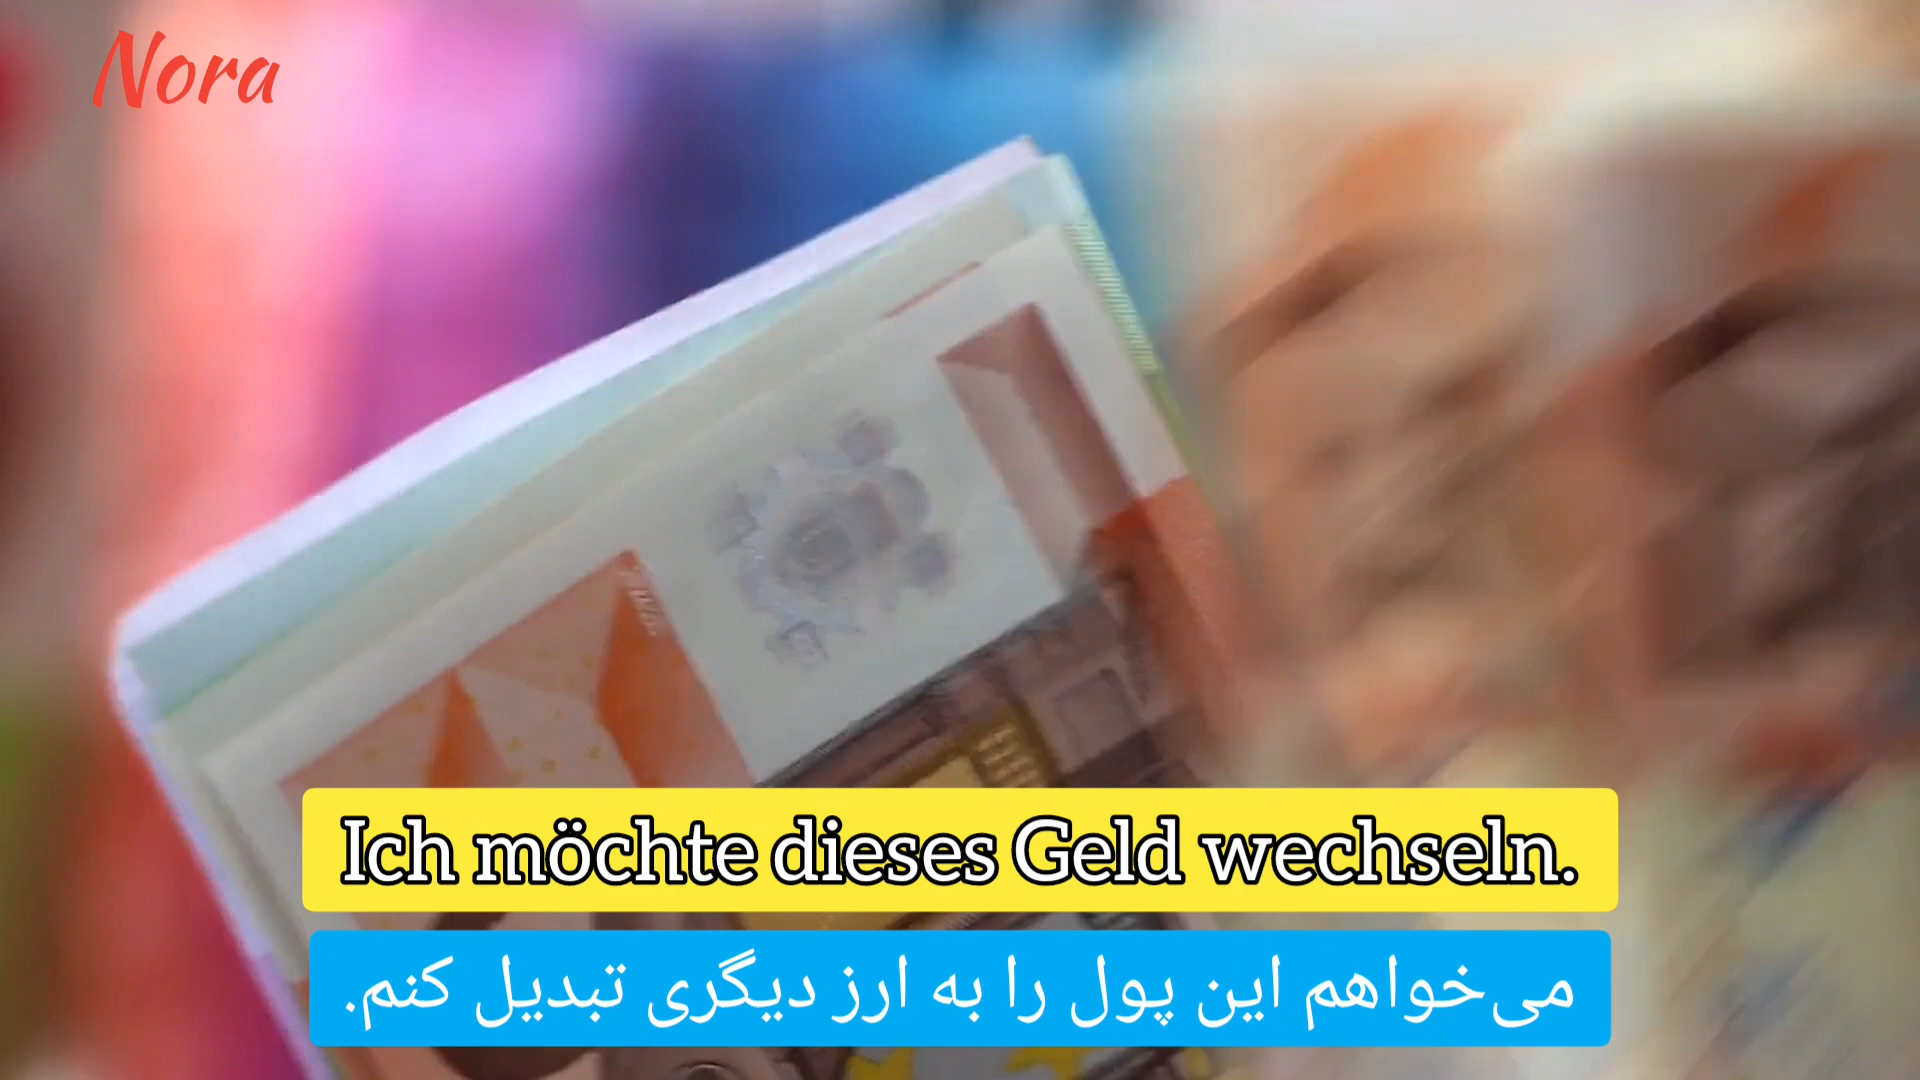 Nora
Ich möchte dieses Geld wechseln.
می‌خواهم این پول را به ارز دیگری تبدیل کنم.